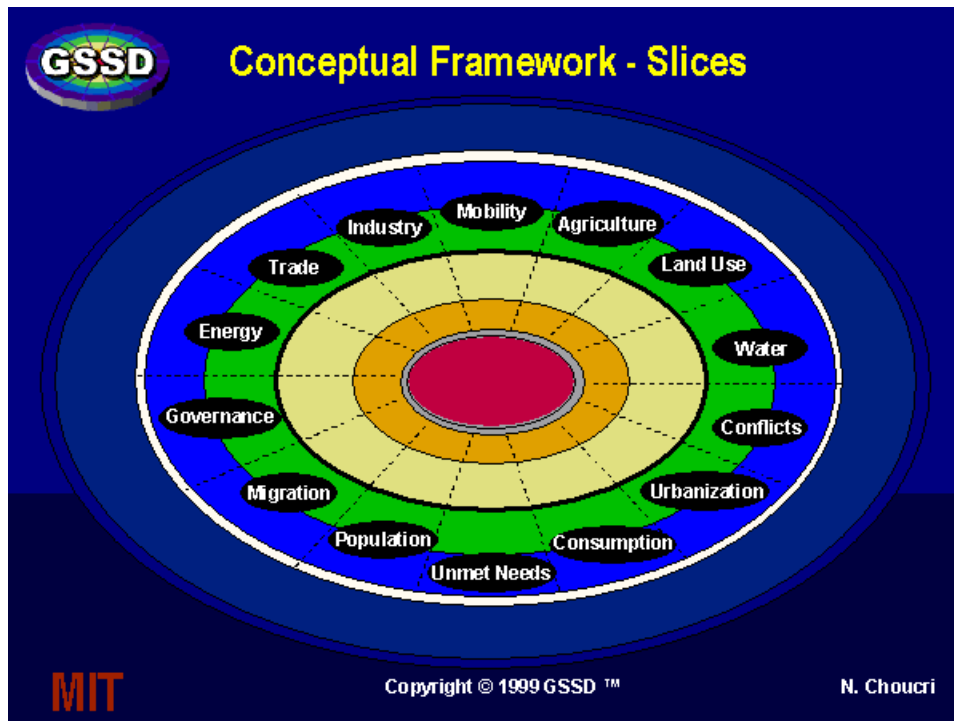 GSSD
Conceptual Framework - Slices
Mobility
Agriculture
Industry
Land Use
Trade
Energy
Water
Governance
Conflicts
Migration
Urbanization
Population
Consumption
Unmet Needs
MIT
Copyright © 1999 GSSD ™
N. Choucri